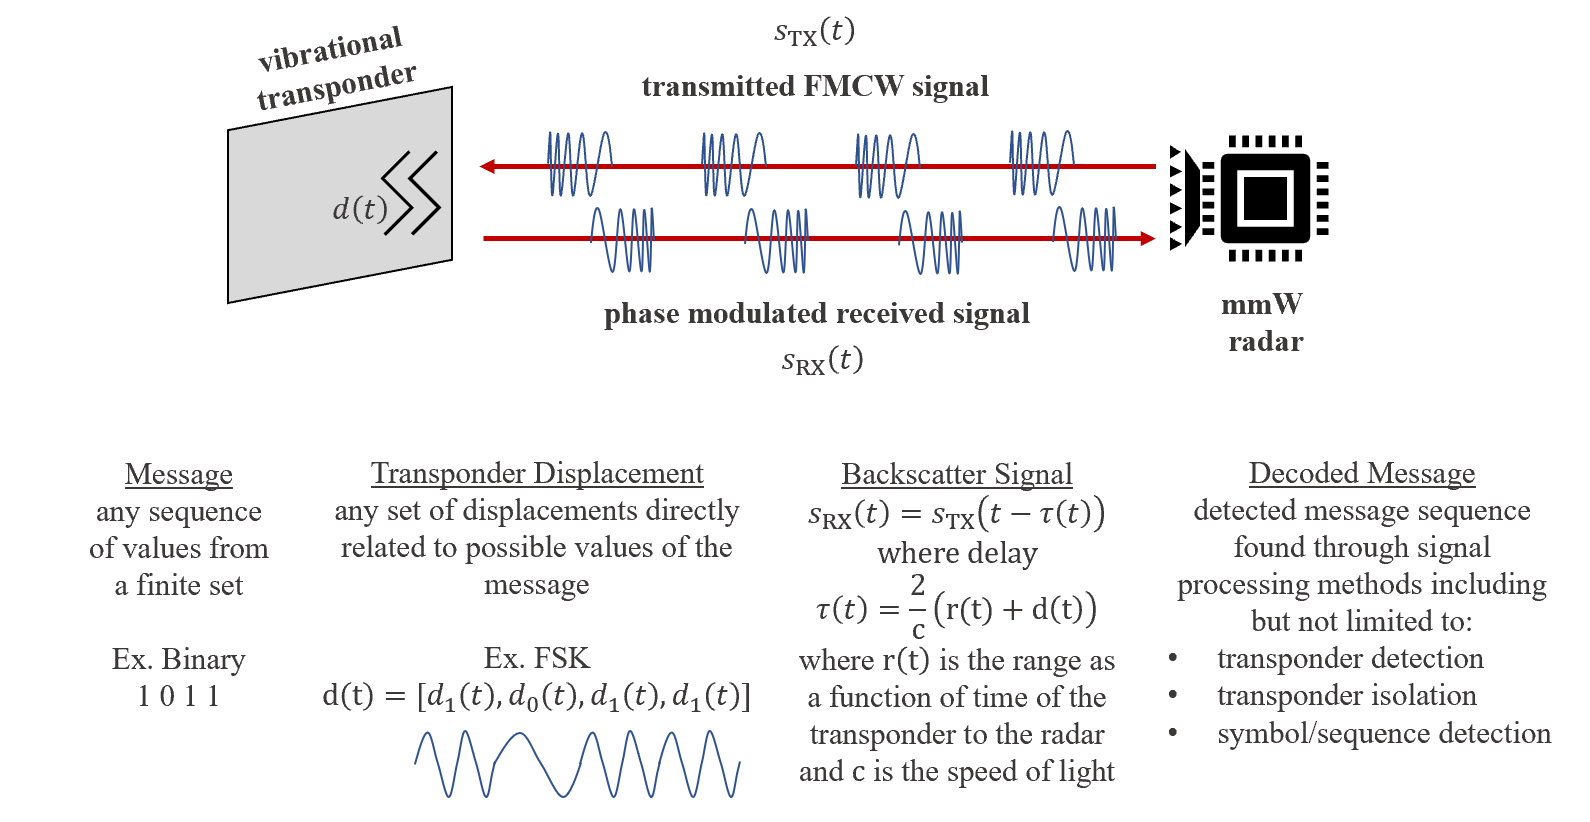 vibrational
transponder
d(t)
s_TX(t)
transmitted FMCW signal
phase modulated received signal
s_RX(t)
mmW
radar
Message
any sequence
of values from
a finite set
Ex. Binary
1 0 1 1
Transponder Displacement
any set of displacements directly
related to possible values of the
message
Ex. FSK
d(t) = [d₁(t), d₀(t), d₁(t), d₁(t)]
Backscatter Signal
s_RX(t) = s_TX(t − τ(t))
where delay
τ(t) = 2/c (r(t) + d(t))
where r(t) is the range as
a function of time of the
transponder to the radar
and c is the speed of light
Decoded Message
detected message sequence
found through signal
processing methods including
but not limited to:
• transponder detection
• transponder isolation
• symbol/sequence detection